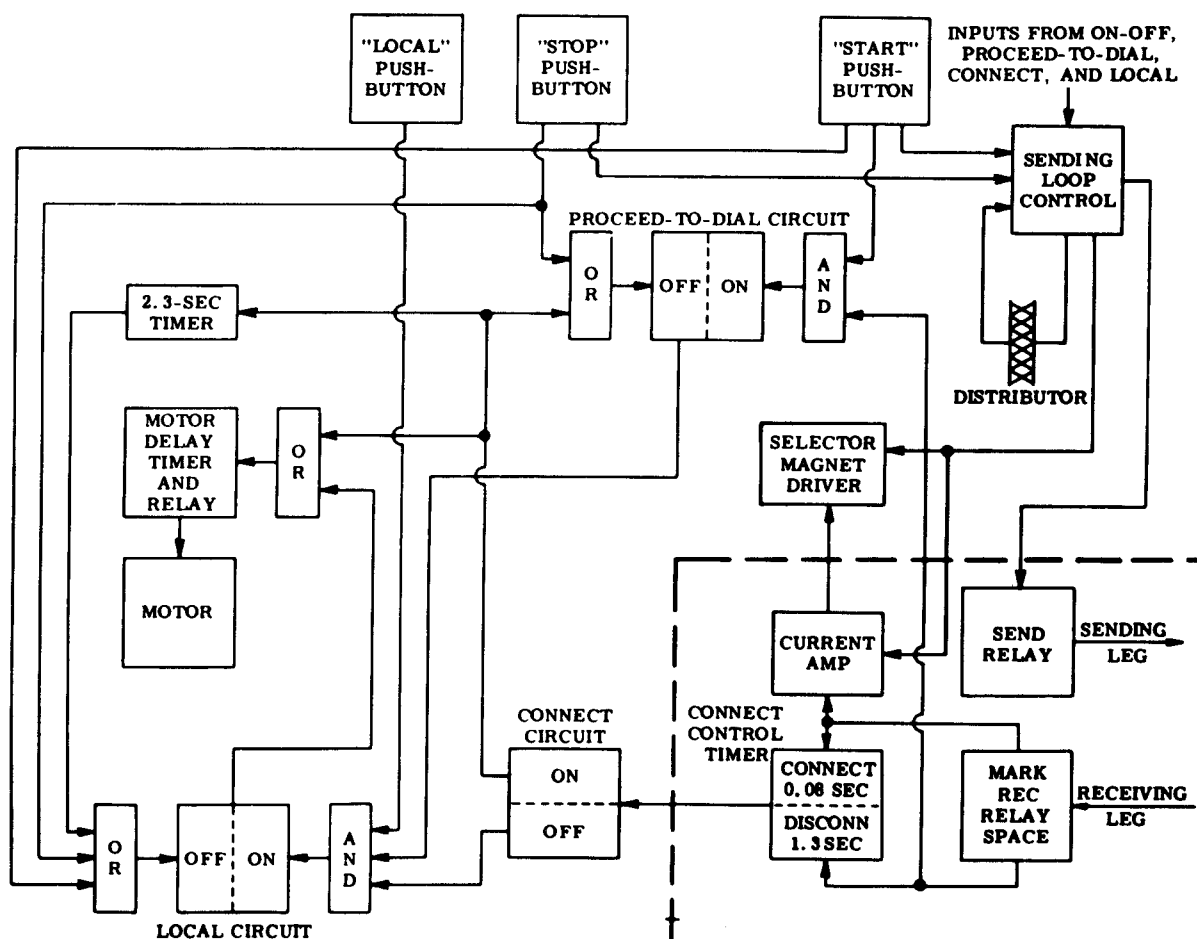 "LOCAL"
PUSH-
BUTTON
"STOP"
PUSH-
BUTTON
"START"
PUSH-
BUTTON
INPUTS FROM ON-OFF,
PROCEED-TO-DIAL,
CONNECT, AND LOCAL
SENDING
LOOP
CONTROL
PROCEED-TO-DIAL CIRCUIT
OR
OFF
ON
AND
2.3-SEC
TIMER
DISTRIBUTOR
MOTOR
DELAY
TIMER
AND
RELAY
OR
SELECTOR
MAGNET
DRIVER
MOTOR
CURRENT
AMP
SEND
RELAY
SENDING
LEG
CONNECT
CIRCUIT
ON
OFF
CONNECT
CONTROL
TIMER
CONNECT
0.08 SEC
DISCONN
1.3 SEC
MARK
REC
RELAY
SPACE
RECEIVING
LEG
OR
OFF
ON
AND
LOCAL CIRCUIT